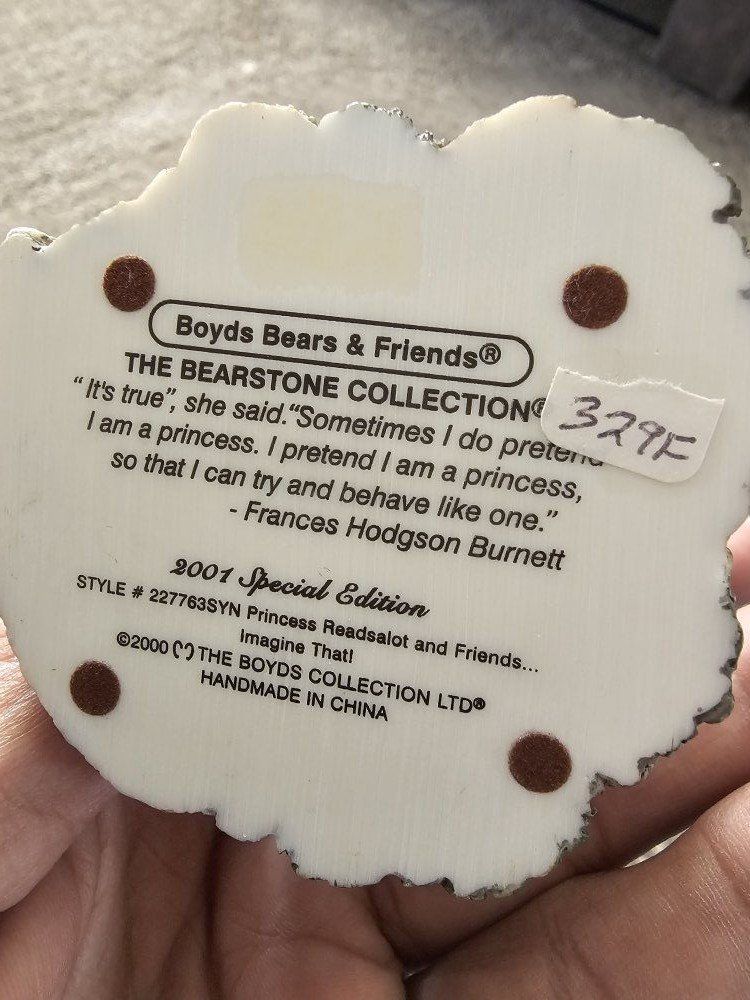 Boyds Bears & Friends®
THE BEARSTONE COLLECTION®
329F
"It's true", she said. "Sometimes I do pretend
I am a princess. I pretend I am a princess,
so that I can try and behave like one."
- Frances Hodgson Burnett
2001 Special Edition
STYLE # 227763SYN Princess Readsalot and Friends...
Imagine That!
©2000 THE BOYDS COLLECTION LTD®
HANDMADE IN CHINA